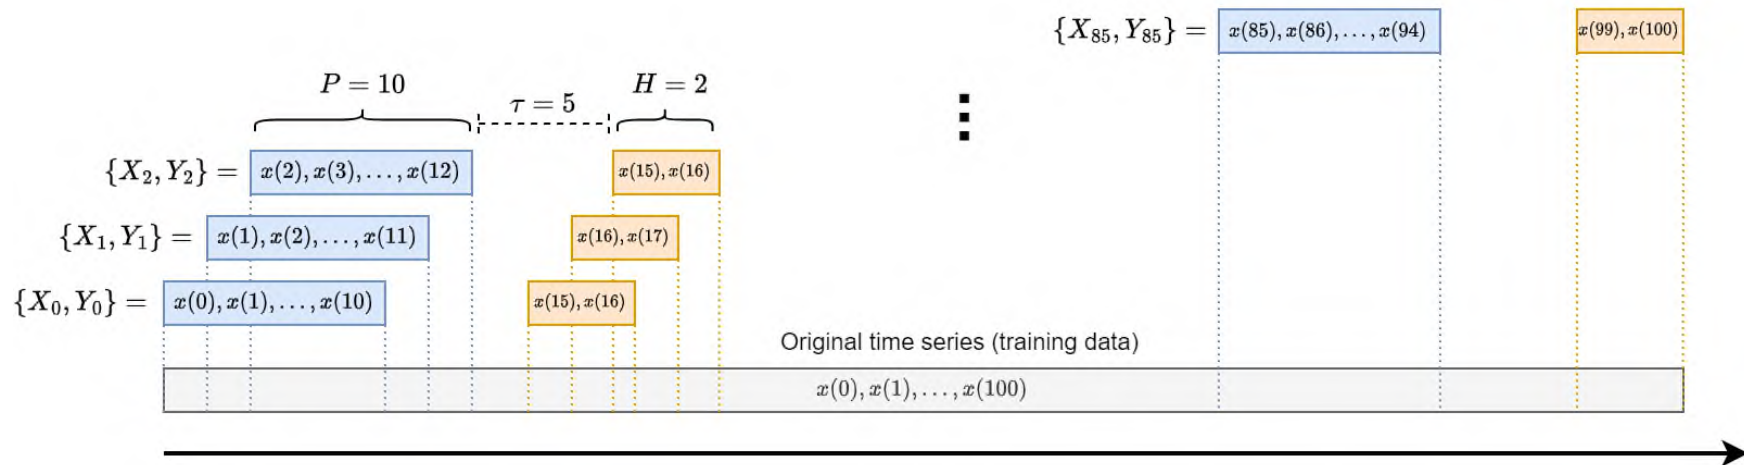 {X₈₅, Y₈₅} = x(85), x(86), ..., x(94) x(99), x(100)
P = 10 τ = 5 H = 2
{X₂, Y₂} = x(2), x(3), ..., x(12) x(15), x(16)
{X₁, Y₁} = x(1), x(2), ..., x(11) x(16), x(17)
{X₀, Y₀} = x(0), x(1), ..., x(10) x(15), x(16)
Original time series (training data)
x(0), x(1), ..., x(100)